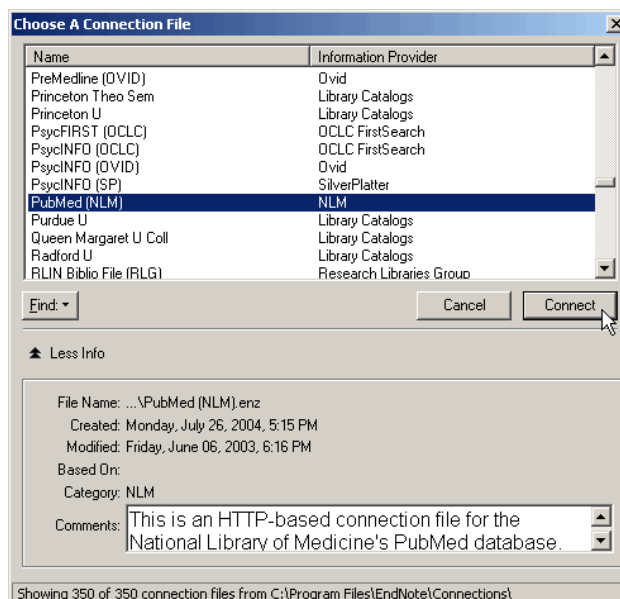 Choose A Connection File
Name Information Provider
PreMedline (OVID) Ovid
Princeton Theo Sem Library Catalogs
Princeton U Library Catalogs
PsycFIRST (OCLC) OCLC FirstSearch
PsycINFO (OCLC) OCLC FirstSearch
PsycINFO (OVID) Ovid
PsycINFO (SP) SilverPlatter
PubMed (NLM) NLM
Purdue U Library Catalogs
Queen Margaret U Coll Library Catalogs
Radford U Library Catalogs
RLIN Biblio File (RLG) Research Libraries Group
Find: Cancel Connect
Less Info
File Name: ...\PubMed (NLM).enz
Created: Monday, July 26, 2004, 5:15 PM
Modified: Friday, June 06, 2003, 6:16 PM
Based On:
Category: NLM
Comments: This is an HTTP-based connection file for the
National Library of Medicine's PubMed database.
Showing 350 of 350 connection files from C:\Program Files\EndNote\Connections\